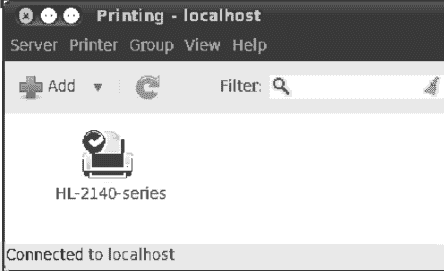 Printing - localhost
Server Printer Group View Help
Add Filter:
HL-2140-series
Connected to localhost